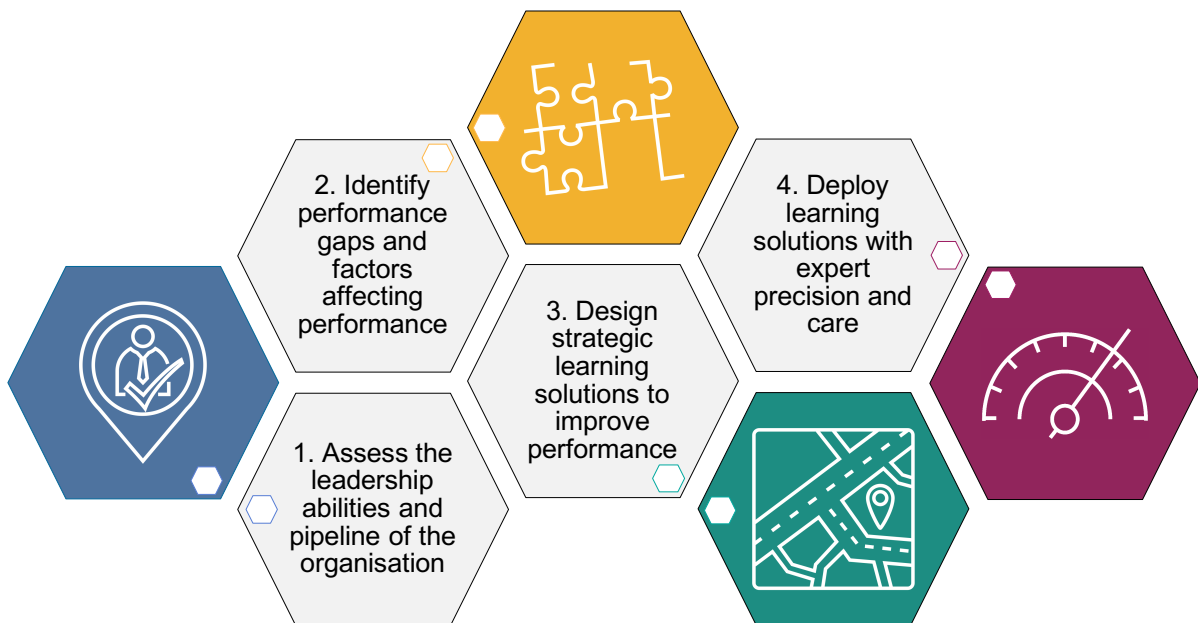 1. Assess the
leadership
abilities and
pipeline of the
organisation
2. Identify
performance
gaps and
factors
affecting
performance
3. Design
strategic
learning
solutions to
improve
performance
4. Deploy
learning
solutions with
expert
precision and
care